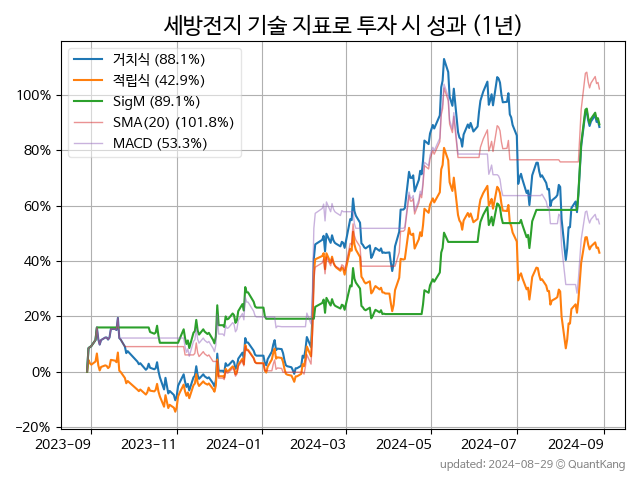 세방전지 기술 지표로 투자 시 성과 (1년)
거치식 (88.1%)
적립식 (42.9%)
SigM (89.1%)
SMA(20) (101.8%)
MACD (53.3%)
100%
80%
60%
40%
20%
0%
−20%
2023-09 2023-11 2024-01 2024-03 2024-05 2024-07 2024-09
updated: 2024-08-29 © QuantKang